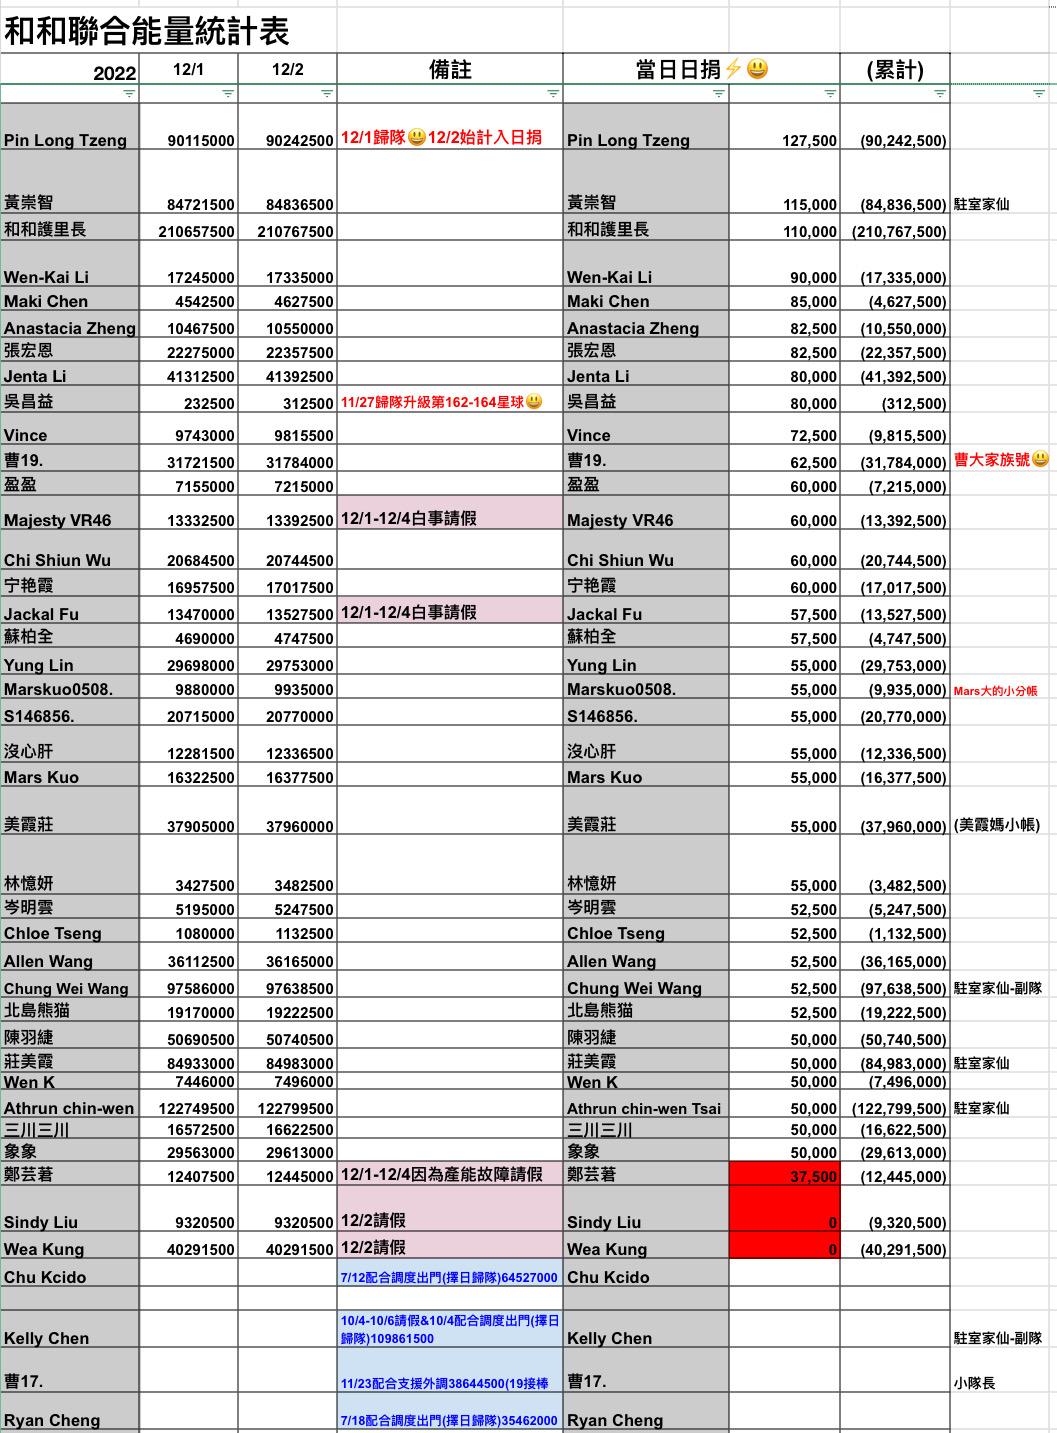 和和聯合能量統計表
2022 12/1 12/2 備註 當日日捐⚡😃 (累計)
Pin Long Tzeng 90115000 90242500 12/1歸隊😃12/2始計入日捐 Pin Long Tzeng 127,500 (90,242,500)
黃崇智 84721500 84836500 黃崇智 115,000 (84,836,500) 駐室家仙
和和護里長 210657500 210767500 和和護里長 110,000 (210,767,500)
Wen-Kai Li 17245000 17335000 Wen-Kai Li 90,000 (17,335,000)
Maki Chen 4542500 4627500 Maki Chen 85,000 (4,627,500)
Anastacia Zheng 10467500 10550000 Anastacia Zheng 82,500 (10,550,000)
張宏恩 22275000 22357500 張宏恩 82,500 (22,357,500)
Jenta Li 41312500 41392500 Jenta Li 80,000 (41,392,500)
吳昌益 232500 312500 11/27歸隊升級第162-164星球😃 吳昌益 80,000 (312,500)
Vince 9743000 9815500 Vince 72,500 (9,815,500)
曹19. 31721500 31784000 曹19. 62,500 (31,784,000) 曹大家族號😃
盈盈 7155000 7215000 盈盈 60,000 (7,215,000)
Majesty VR46 13332500 13392500 12/1-12/4白事請假 Majesty VR46 60,000 (13,392,500)
Chi Shiun Wu 20684500 20744500 Chi Shiun Wu 60,000 (20,744,500)
宁艳霞 16957500 17017500 宁艳霞 60,000 (17,017,500)
Jackal Fu 13470000 13527500 12/1-12/4白事請假 Jackal Fu 57,500 (13,527,500)
蘇柏全 4690000 4747500 蘇柏全 57,500 (4,747,500)
Yung Lin 29698000 29753000 Yung Lin 55,000 (29,753,000)
Marskuo0508. 9880000 9935000 Marskuo0508. 55,000 (9,935,000) Mars大的小分帳
S146856. 20715000 20770000 S146856. 55,000 (20,770,000)
沒心肝 12281500 12336500 沒心肝 55,000 (12,336,500)
Mars Kuo 16322500 16377500 Mars Kuo 55,000 (16,377,500)
美霞莊 37905000 37960000 美霞莊 55,000 (37,960,000) (美霞媽小帳)
林憶妍 3427500 3482500 林憶妍 55,000 (3,482,500)
岑明雲 5195000 5247500 岑明雲 52,500 (5,247,500)
Chloe Tseng 1080000 1132500 Chloe Tseng 52,500 (1,132,500)
Allen Wang 36112500 36165000 Allen Wang 52,500 (36,165,000)
Chung Wei Wang 97586000 97638500 Chung Wei Wang 52,500 (97,638,500) 駐室家仙-副隊
北島熊猫 19170000 19222500 北島熊猫 52,500 (19,222,500)
陳羽緁 50690500 50740500 陳羽緁 50,000 (50,740,500)
莊美霞 84933000 84983000 莊美霞 50,000 (84,983,000) 駐室家仙
Wen K 7446000 7496000 Wen K 50,000 (7,496,000)
Athrun chin-wen 122749500 122799500 Athrun chin-wen Tsai 50,000 (122,799,500) 駐室家仙
三川三川 16572500 16622500 三川三川 50,000 (16,622,500)
象象 29563000 29613000 象象 50,000 (29,613,000)
鄭芸著 12407500 12445000 12/1-12/4因為產能故障請假 鄭芸著 37,500 (12,445,000)
Sindy Liu 9320500 9320500 12/2請假 Sindy Liu 0 (9,320,500)
Wea Kung 40291500 40291500 12/2請假 Wea Kung 0 (40,291,500)
Chu Kcido 7/12配合調度出門(擇日歸隊)64527000 Chu Kcido
10/4-10/6請假&10/4配合調度出門(擇日
Kelly Chen 歸隊)109861500 Kelly Chen 駐室家仙-副隊
曹17. 11/23配合支援外調38644500(19接棒 曹17. 小隊長
Ryan Cheng 7/18配合調度出門(擇日歸隊)35462000 Ryan Cheng